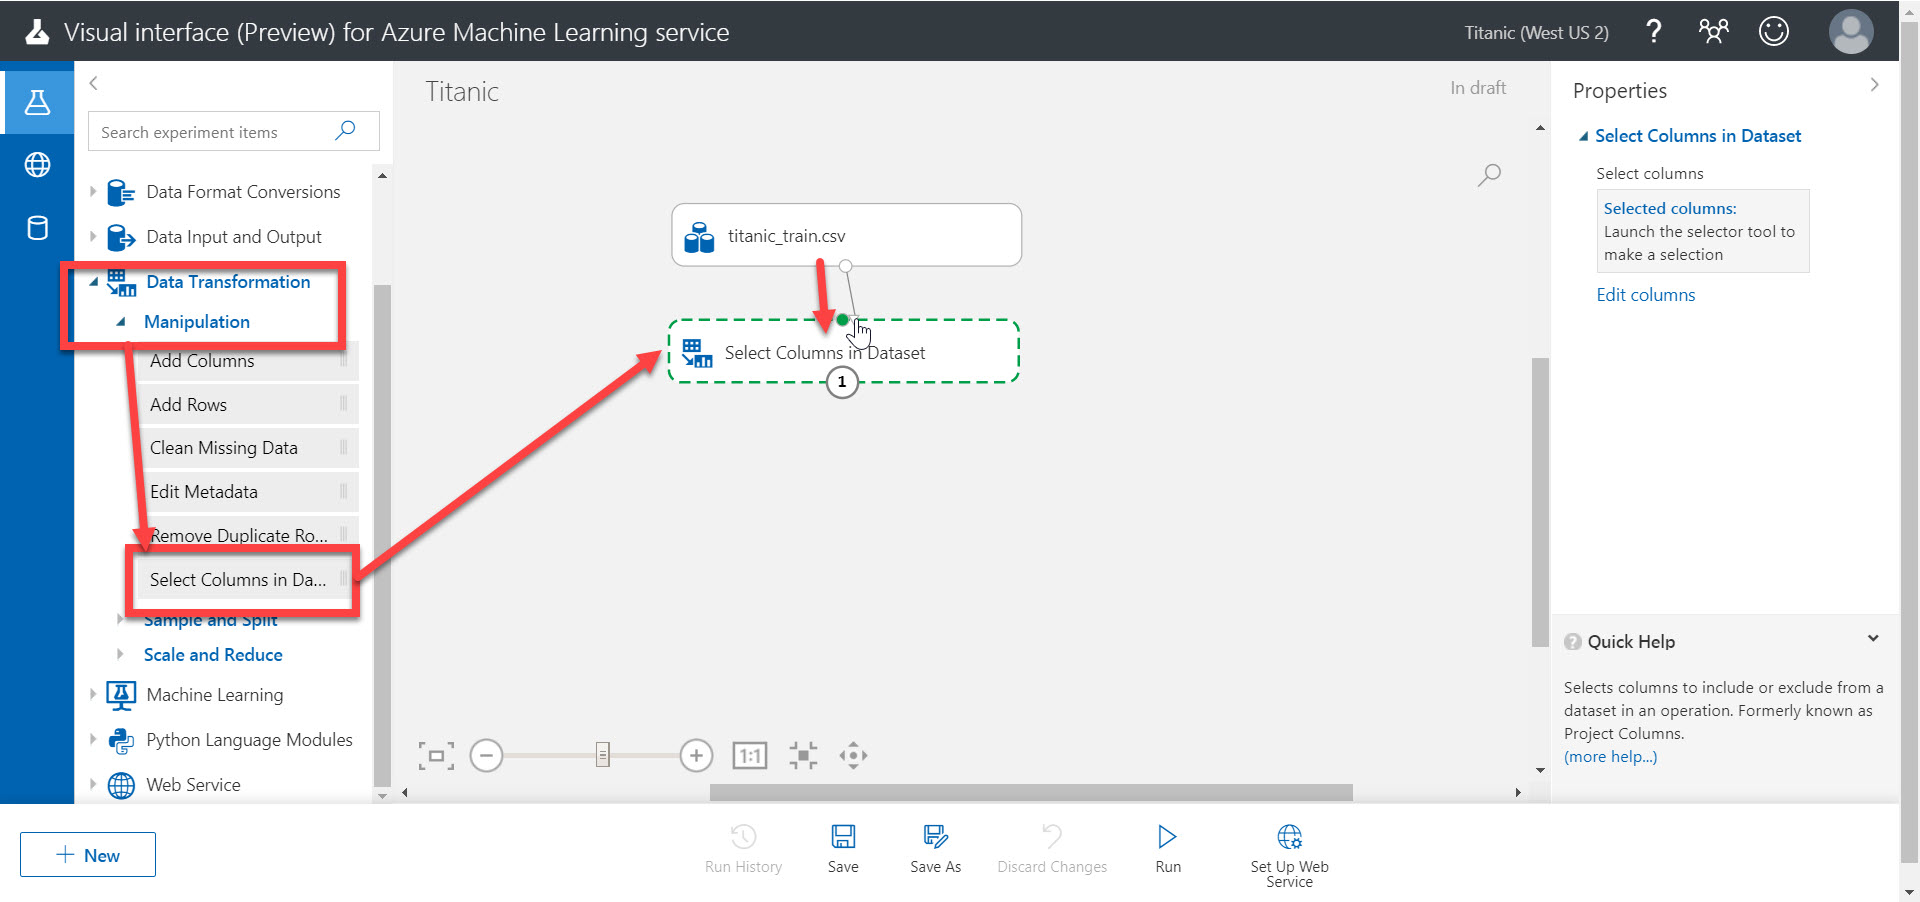 Visual interface (Preview) for Azure Machine Learning service
Titanic (West US 2)
?
Search experiment items
Data Format Conversions
Data Input and Output
Data Transformation
Manipulation
Add Columns
Add Rows
Clean Missing Data
Edit Metadata
Remove Duplicate Ro...
Select Columns in Da...
Sample and Split
Scale and Reduce
Machine Learning
Python Language Modules
Web Service
Titanic
In draft
titanic_train.csv
Select Columns in Dataset
1
1:1
Properties
Select Columns in Dataset
Select columns
Selected columns:
Launch the selector tool to
make a selection
Edit columns
? Quick Help
Selects columns to include or exclude from a
dataset in an operation. Formerly known as
Project Columns.
(more help...)
New
Run History
Save
Save As
Discard Changes
Run
Set Up Web
Service